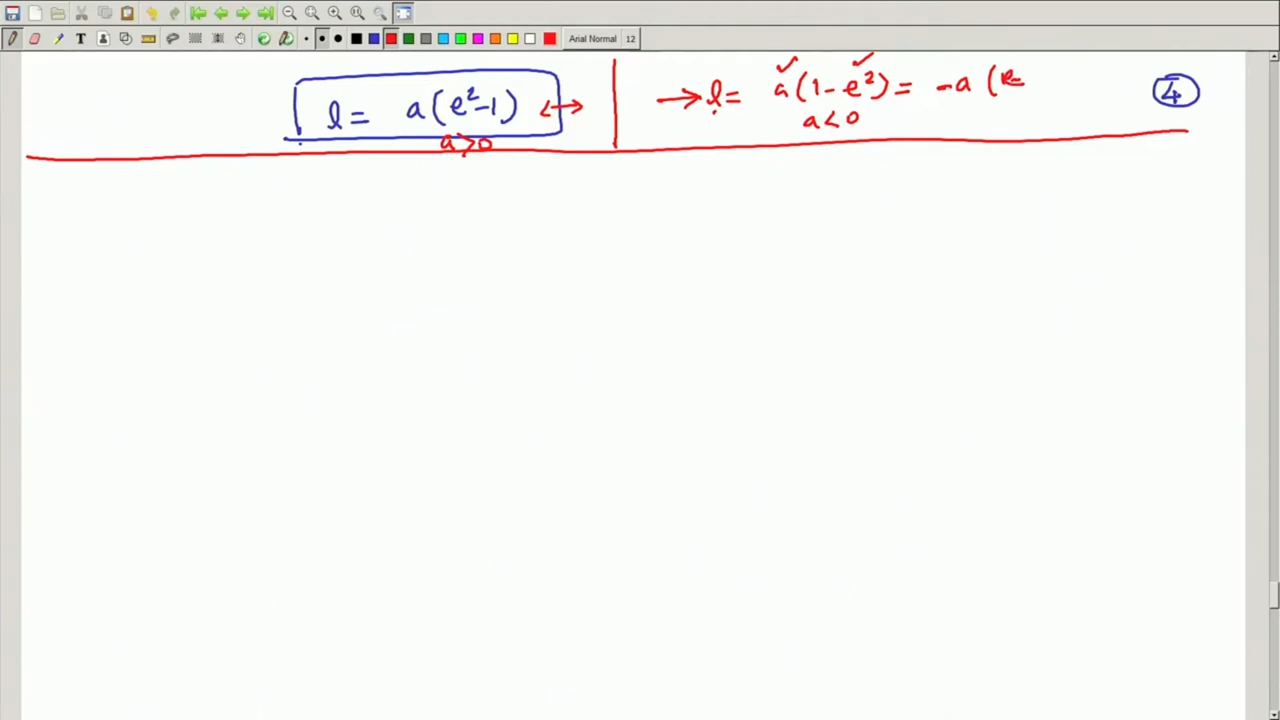 Arial Normal 12
l = a(e²-1) ↔ → l = a(1-e²) = -a (e- ④
a>0 a<0